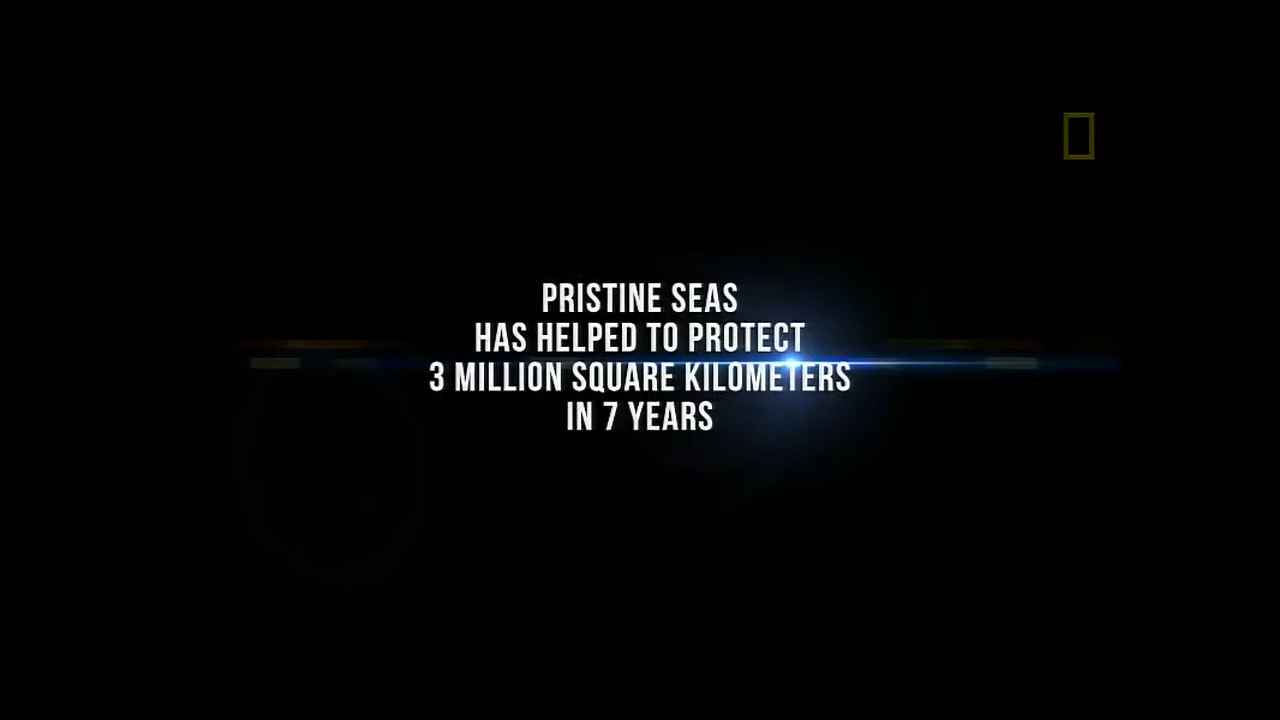 PRISTINE SEAS
HAS HELPED TO PROTECT
3 MILLION SQUARE KILOMETERS
IN 7 YEARS